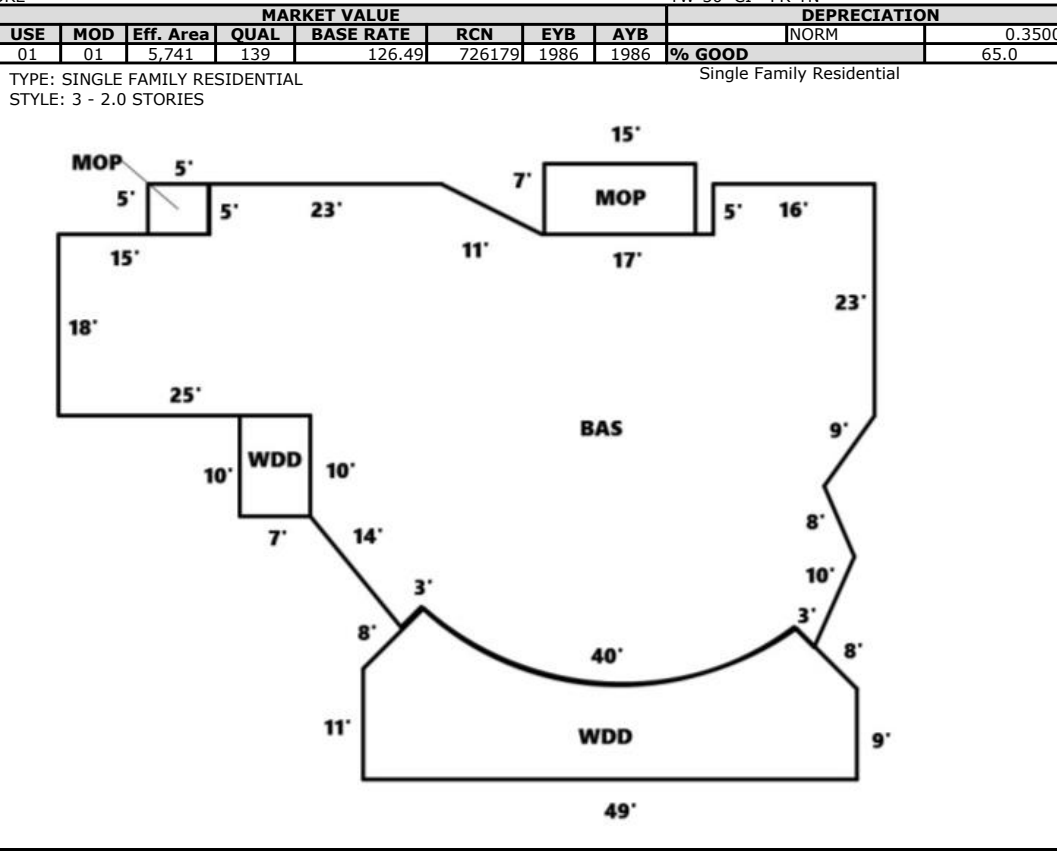 MARKET VALUE DEPRECIATION
USE MOD Eff. Area QUAL BASE RATE RCN EYB AYB NORM 0.3500
01 01 5,741 139 126.49 726179 1986 1986 % GOOD 65.0
TYPE: SINGLE FAMILY RESIDENTIAL Single Family Residential
STYLE: 3 - 2.0 STORIES
15'
MOP 5'
7' MOP
5' 5' 23' 5' 16'
15' 11' 17'
23'
18'
25'
BAS 9'
10' WDD 10'
8'
7' 14'
10'
3' 3'
8' 40' 8'
11' WDD 9'
49'